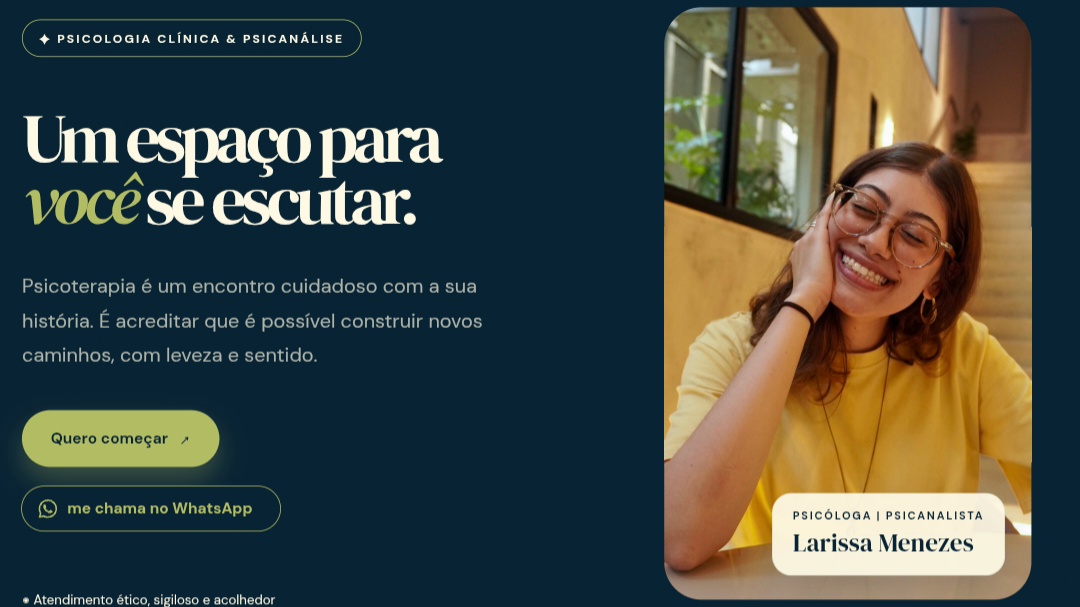 ✦ PSICOLOGIA CLÍNICA & PSICANÁLISE
Um espaço para
você se escutar.
Psicoterapia é um encontro cuidadoso com a sua
história. É acreditar que é possível construir novos
caminhos, com leveza e sentido.
Quero começar ↗
me chama no WhatsApp
Atendimento ético, sigiloso e acolhedor
PSICÓLOGA | PSICANALISTA
Larissa Menezes